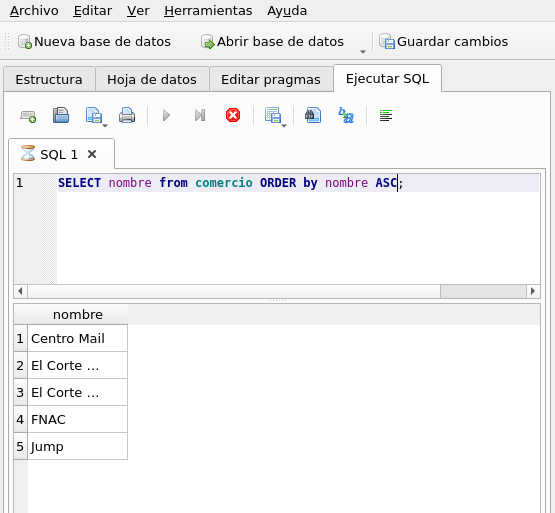 Archivo Editar Ver Herramientas Ayuda
Nueva base de datos Abrir base de datos Guardar cambios
Estructura Hoja de datos Editar pragmas Ejecutar SQL
SQL 1
1 SELECT nombre from comercio ORDER by nombre ASC;
nombre
1 Centro Mail
2 El Corte ...
3 El Corte ...
4 FNAC
5 Jump